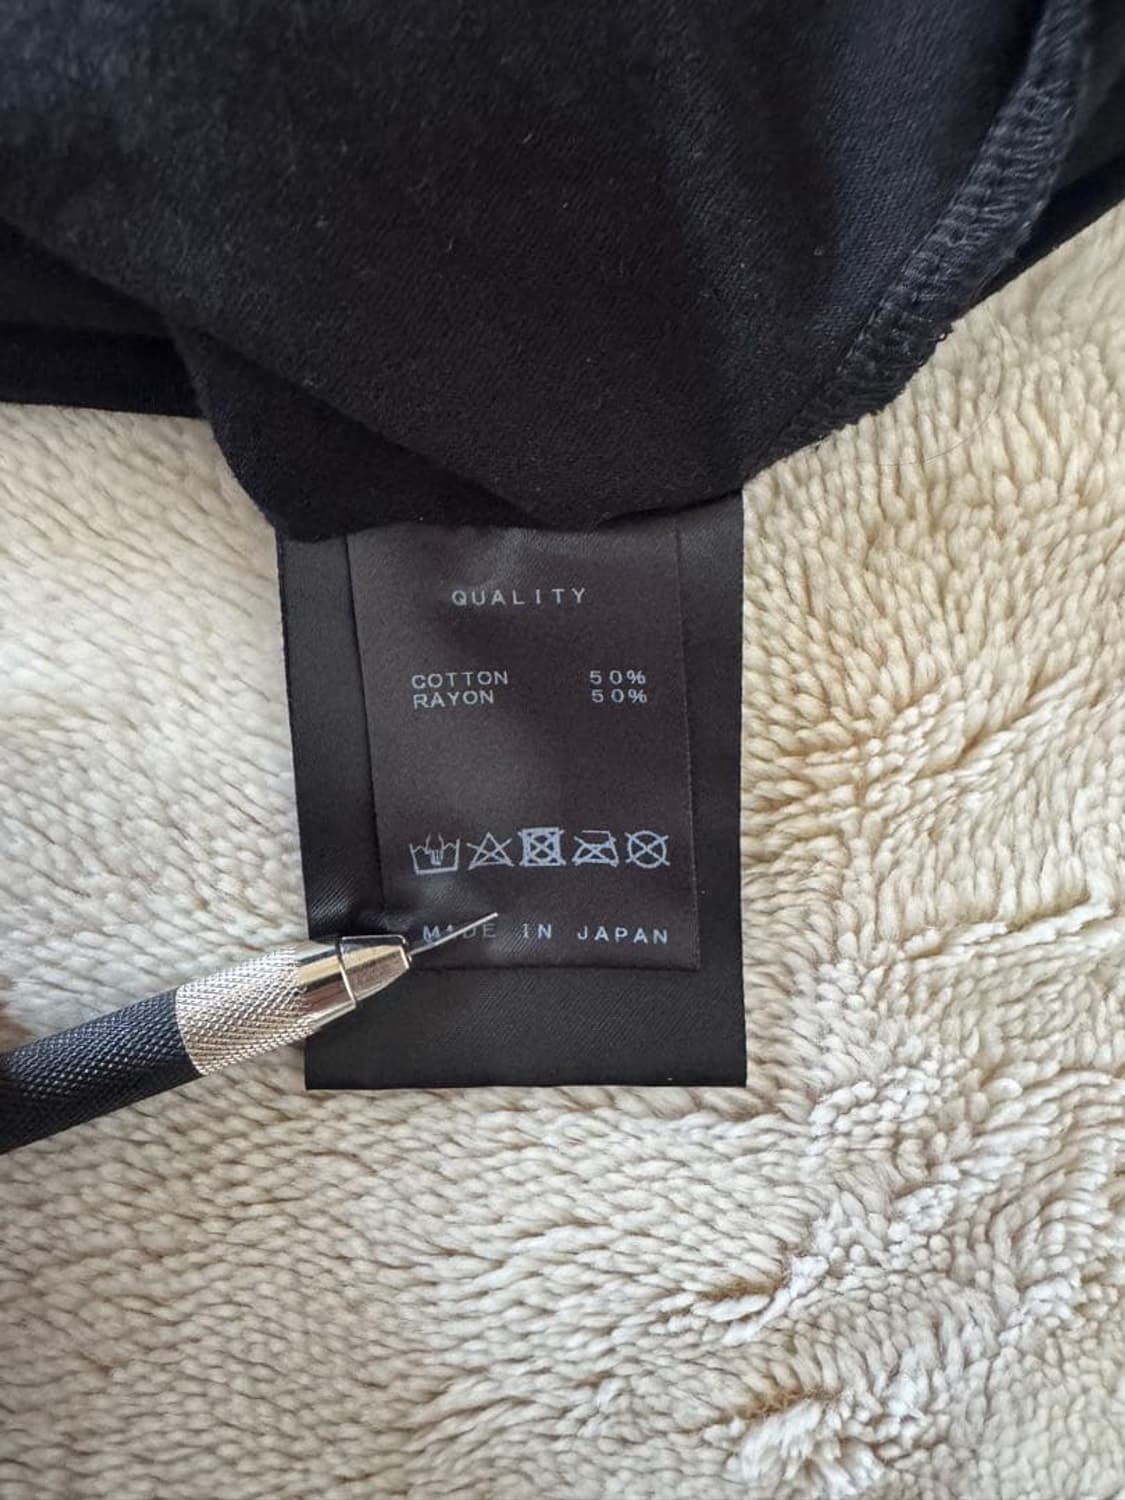 QUALITY
COTTON 50%
RAYON 50%
MADE IN JAPAN